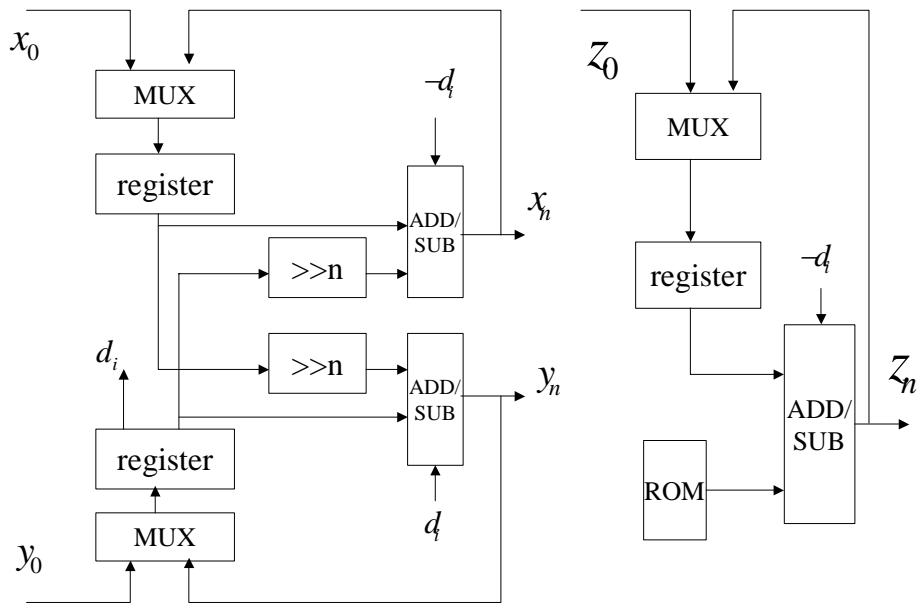 x₀
MUX
register
−dᵢ
ADD/
SUB
xₙ
>>n
>>n
dᵢ
ADD/
SUB
yₙ
register
MUX
dᵢ
y₀
z₀
MUX
register
−dᵢ
ADD/
SUB
zₙ
ROM